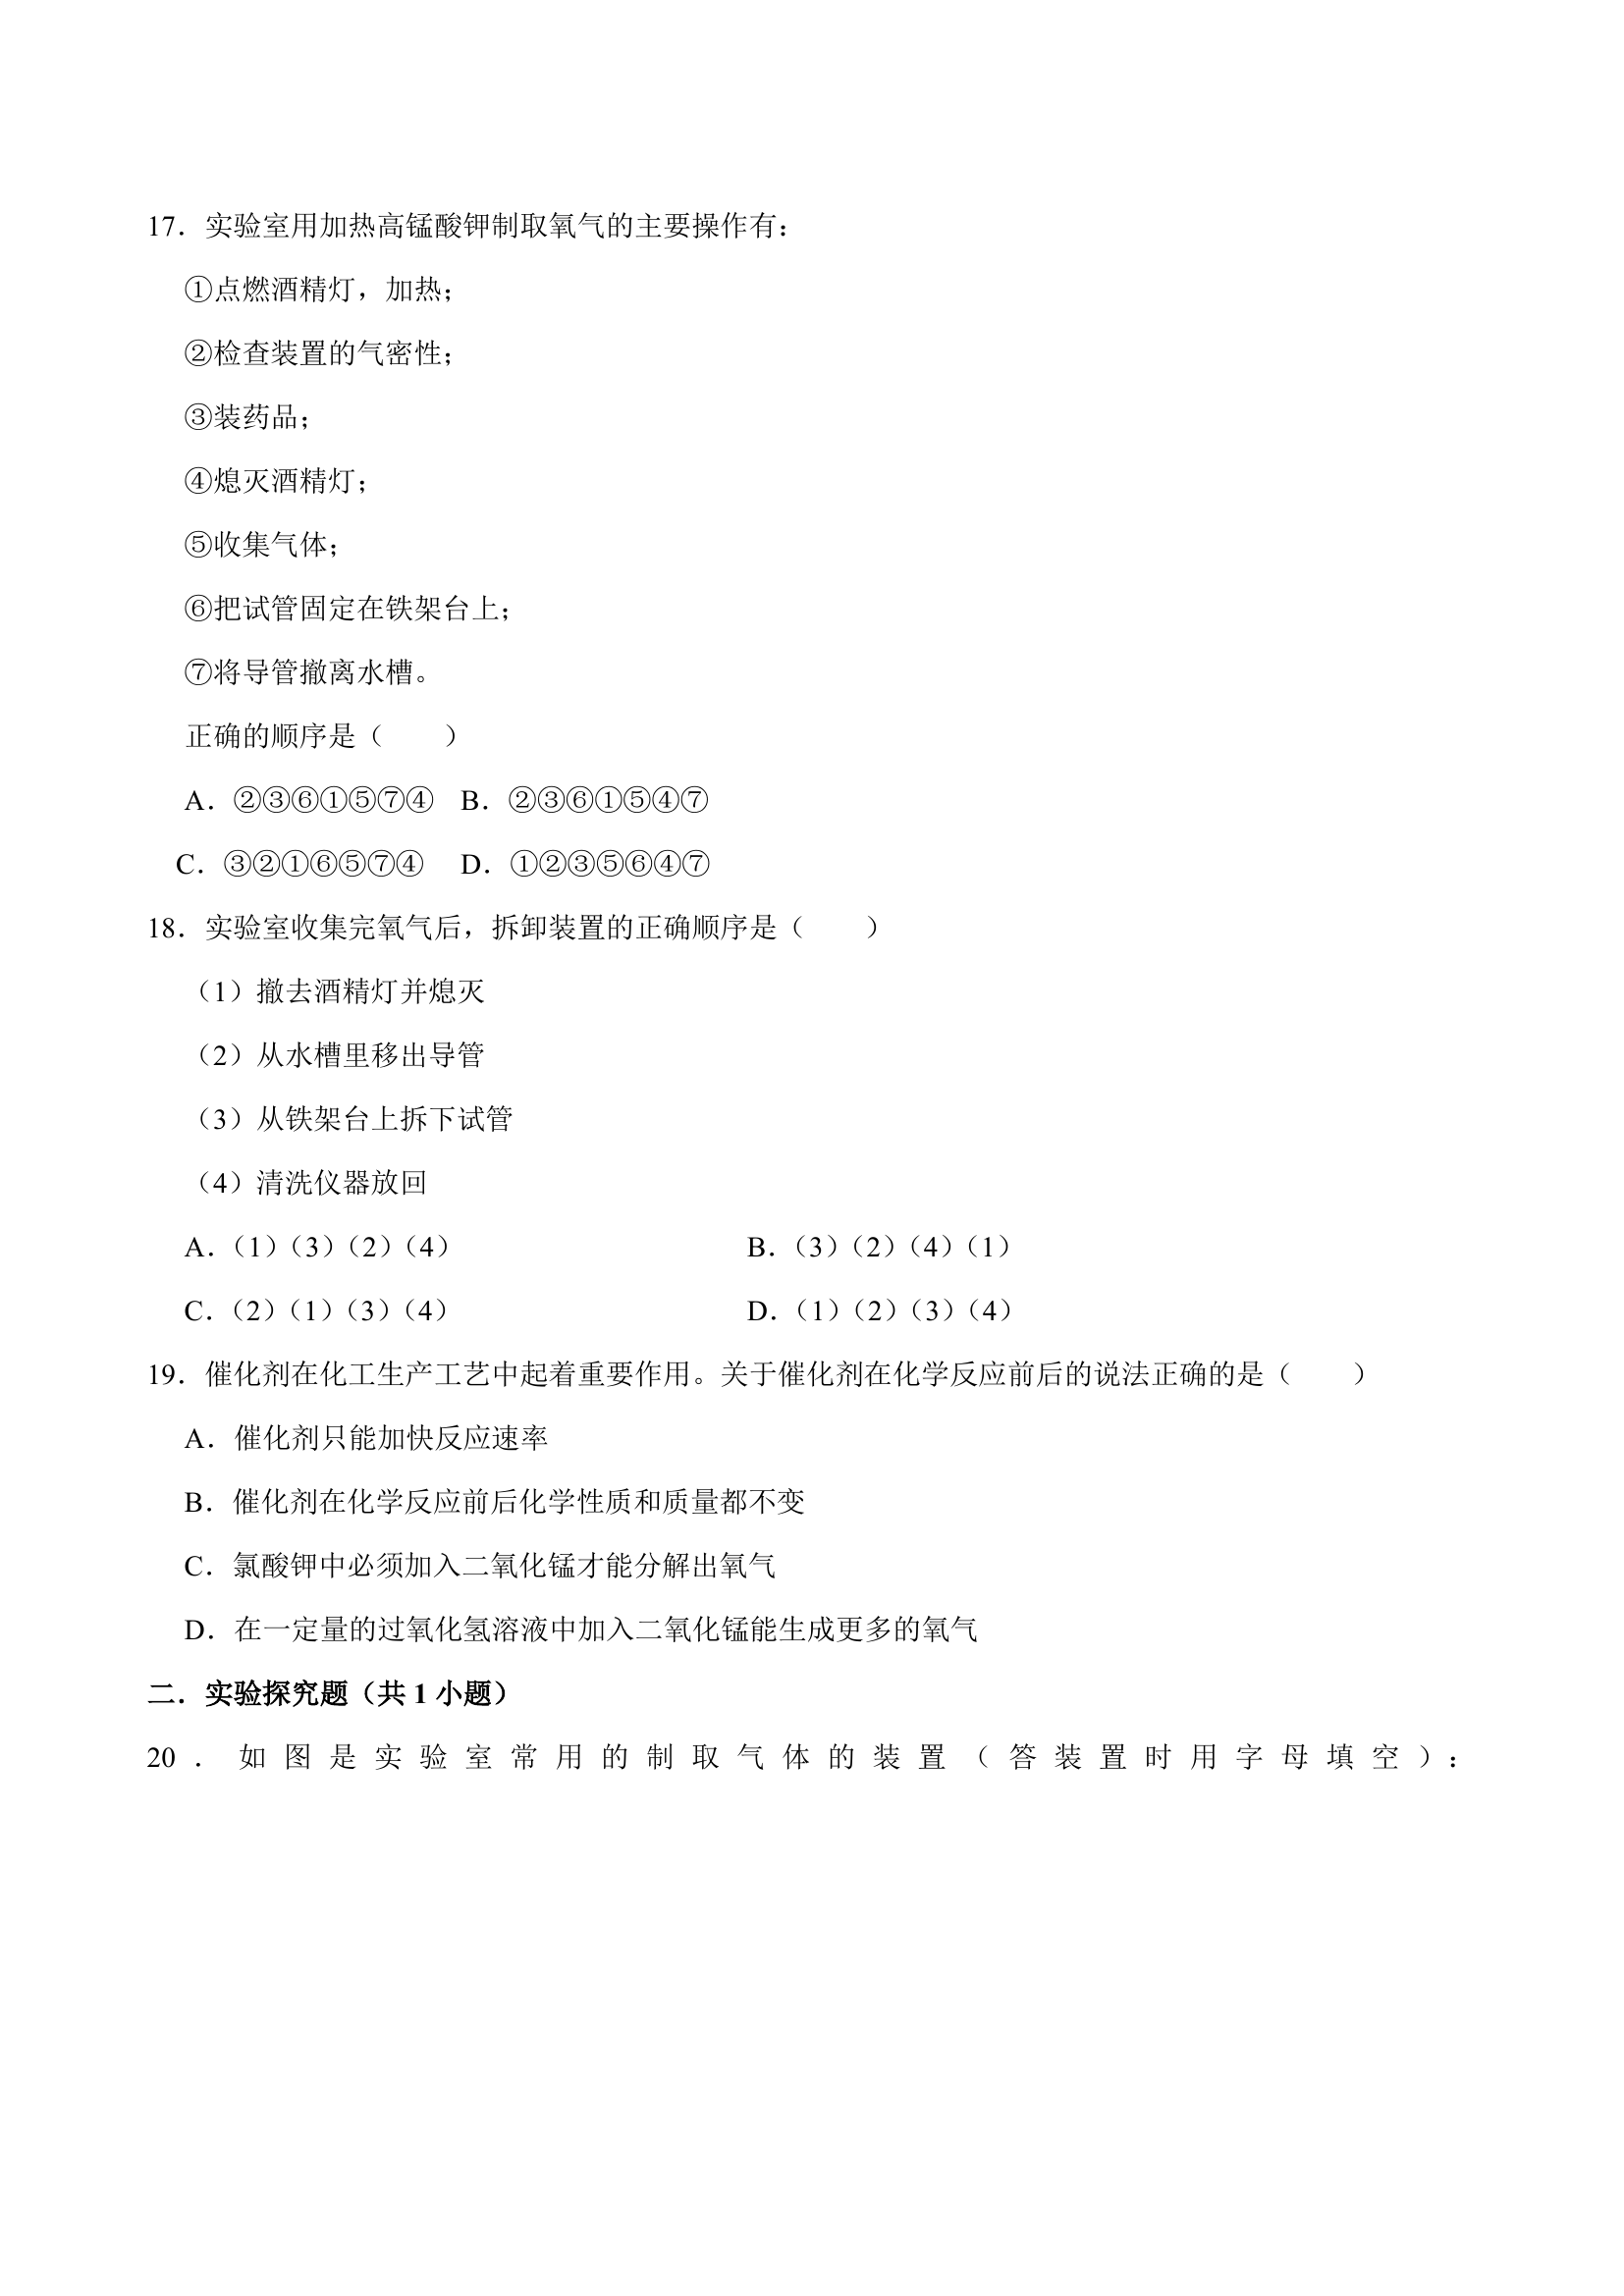 17．实验室用加热高锰酸钾制取氧气的主要操作有：
①点燃酒精灯，加热；
②检查装置的气密性；
③装药品；
④熄灭酒精灯；
⑤收集气体；
⑥把试管固定在铁架台上；
⑦将导管撤离水槽。
正确的顺序是（　　）
A．②③⑥①⑤⑦④ B．②③⑥①⑤④⑦
C．③②①⑥⑤⑦④ D．①②③⑤⑥④⑦
18．实验室收集完氧气后，拆卸装置的正确顺序是（　　）
（1）撤去酒精灯并熄灭
（2）从水槽里移出导管
（3）从铁架台上拆下试管
（4）清洗仪器放回
A．（1）（3）（2）（4） B．（3）（2）（4）（1）
C．（2）（1）（3）（4） D．（1）（2）（3）（4）
19．催化剂在化工生产工艺中起着重要作用。关于催化剂在化学反应前后的说法正确的是（　　）
A．催化剂只能加快反应速率
B．催化剂在化学反应前后化学性质和质量都不变
C．氯酸钾中必须加入二氧化锰才能分解出氧气
D．在一定量的过氧化氢溶液中加入二氧化锰能生成更多的氧气
二．实验探究题（共 1 小题）
20．如图是实验室常用的制取气体的装置（答装置时用字母填空）：